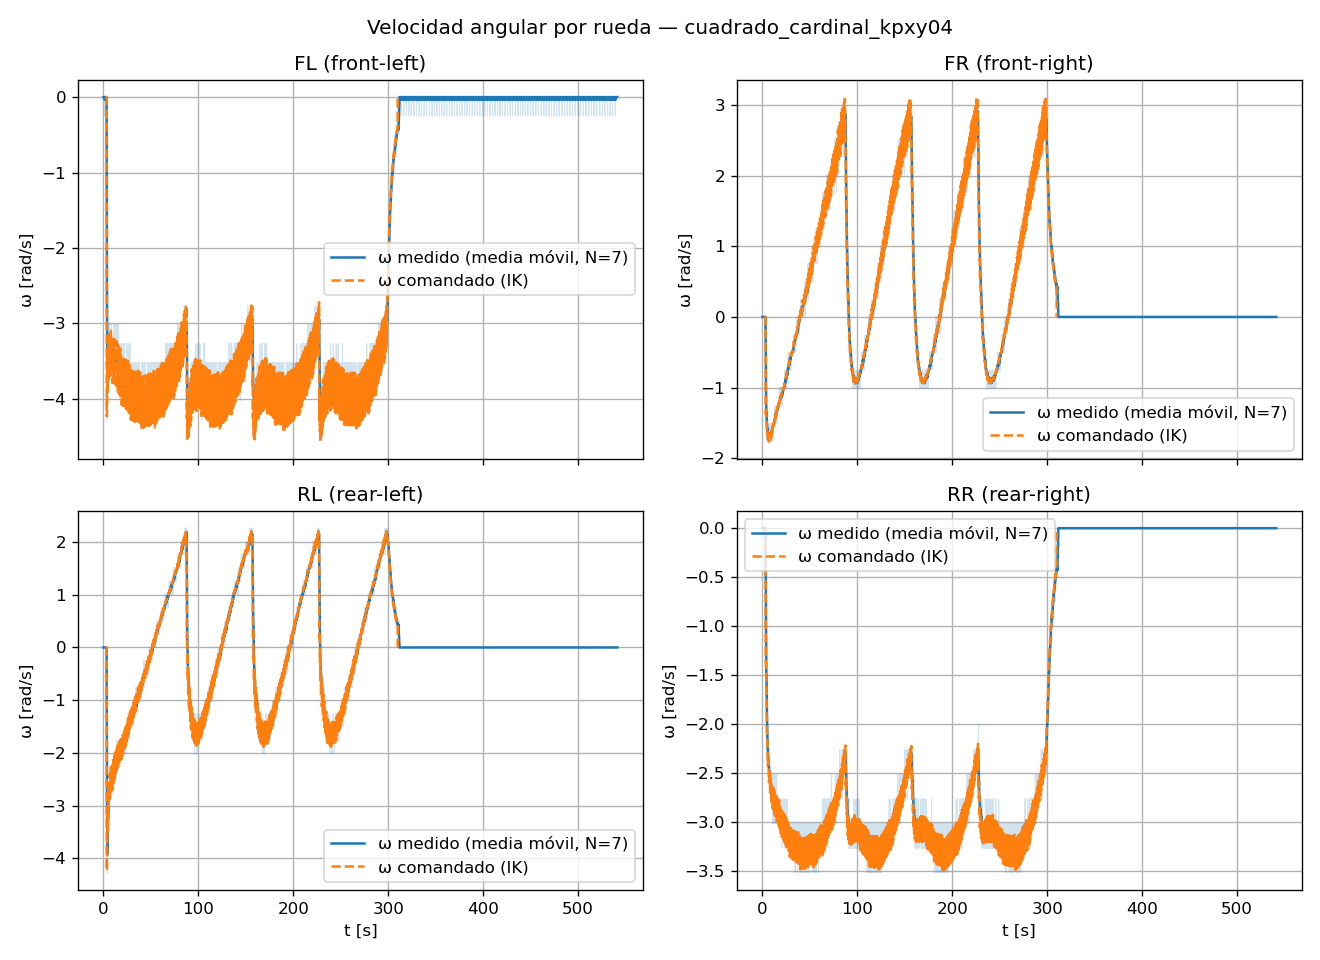 Velocidad angular por rueda — cuadrado_cardinal_kpxy04
FL (front-left)
FR (front-right)
0
−1
−2
−3
−4
ω [rad/s]
ω medido (media móvil, N=7)
ω comandado (IK)
3
2
1
0
−1
−2
ω [rad/s]
ω medido (media móvil, N=7)
ω comandado (IK)
RL (rear-left)
RR (rear-right)
2
1
0
−1
−2
−3
−4
ω [rad/s]
ω medido (media móvil, N=7)
ω comandado (IK)
0 100 200 300 400 500
t [s]
0.0
−0.5
−1.0
−1.5
−2.0
−2.5
−3.0
−3.5
ω [rad/s]
ω medido (media móvil, N=7)
ω comandado (IK)
0 100 200 300 400 500
t [s]